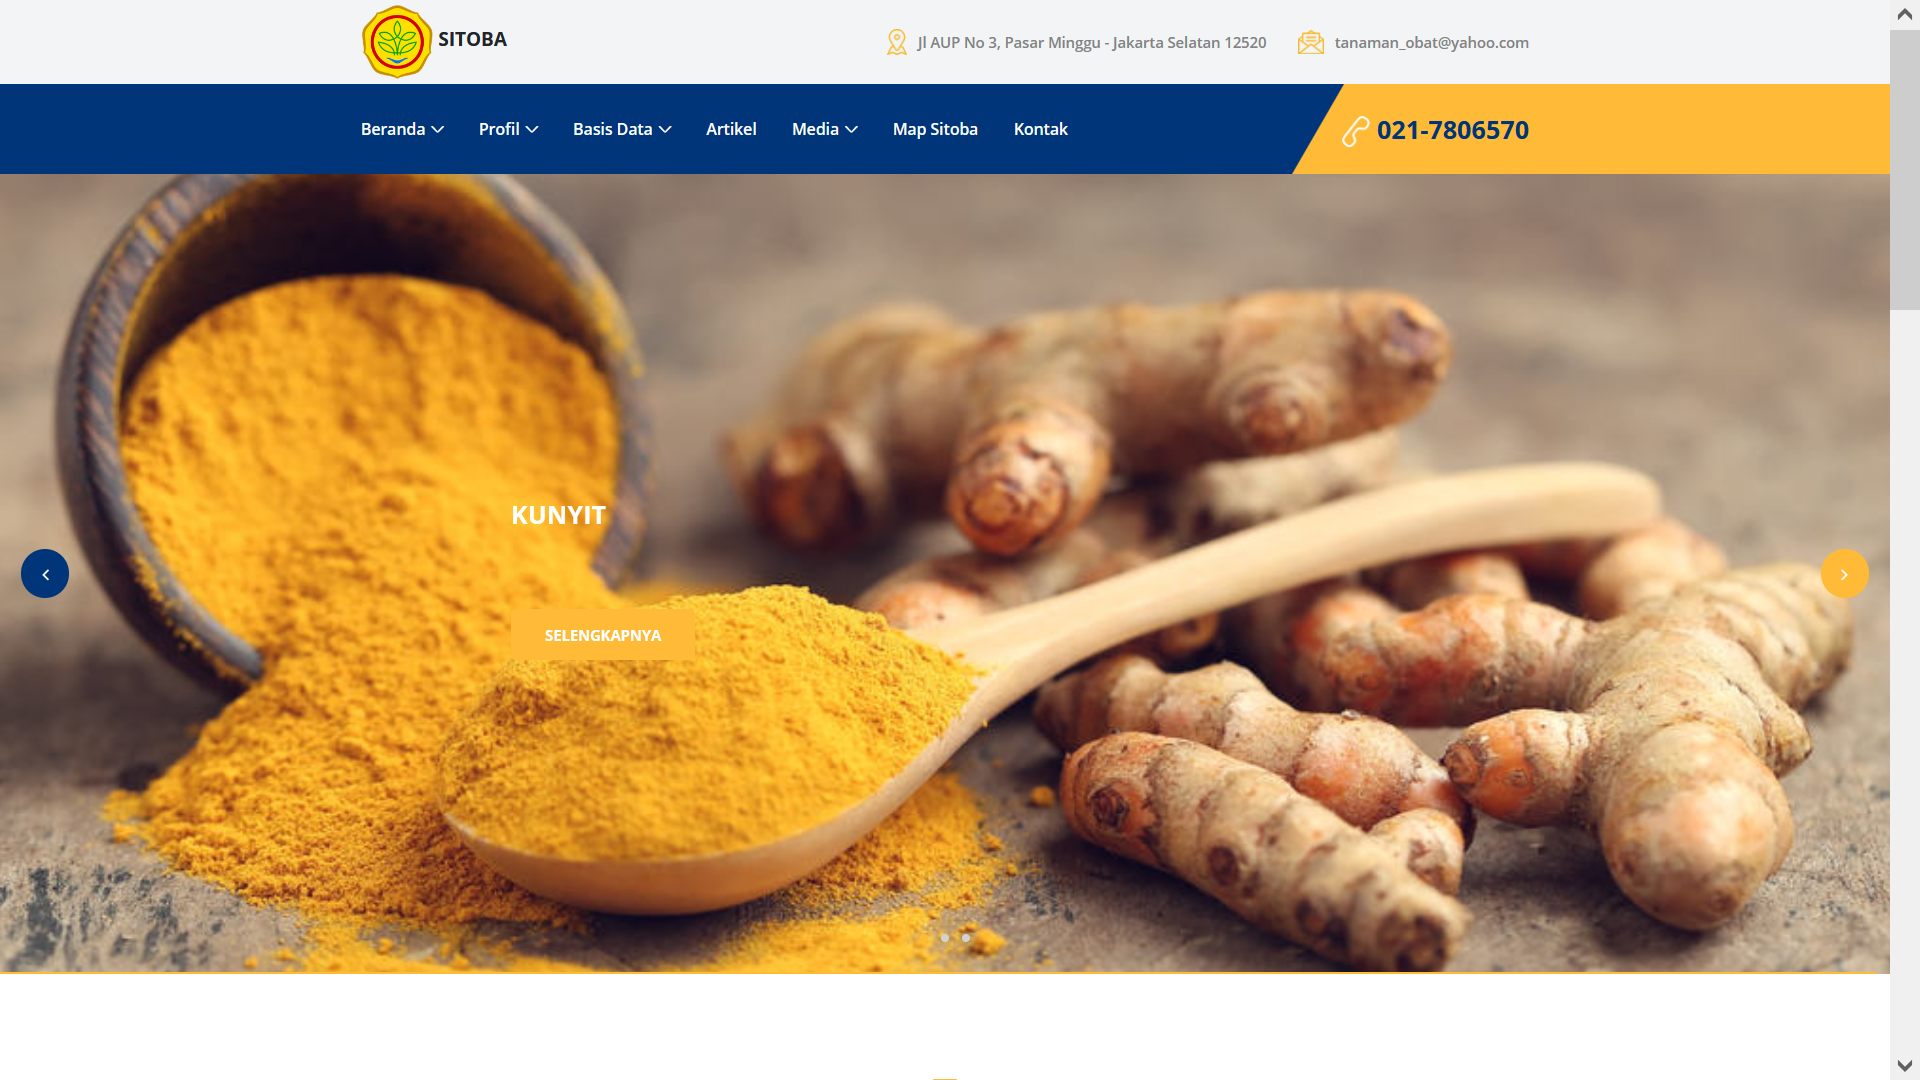 SITOBA
Jl AUP No 3, Pasar Minggu - Jakarta Selatan 12520
tanaman_obat@yahoo.com
Beranda
Profil
Basis Data
Artikel
Media
Map Sitoba
Kontak
021-7806570
KUNYIT
SELENGKAPNYA